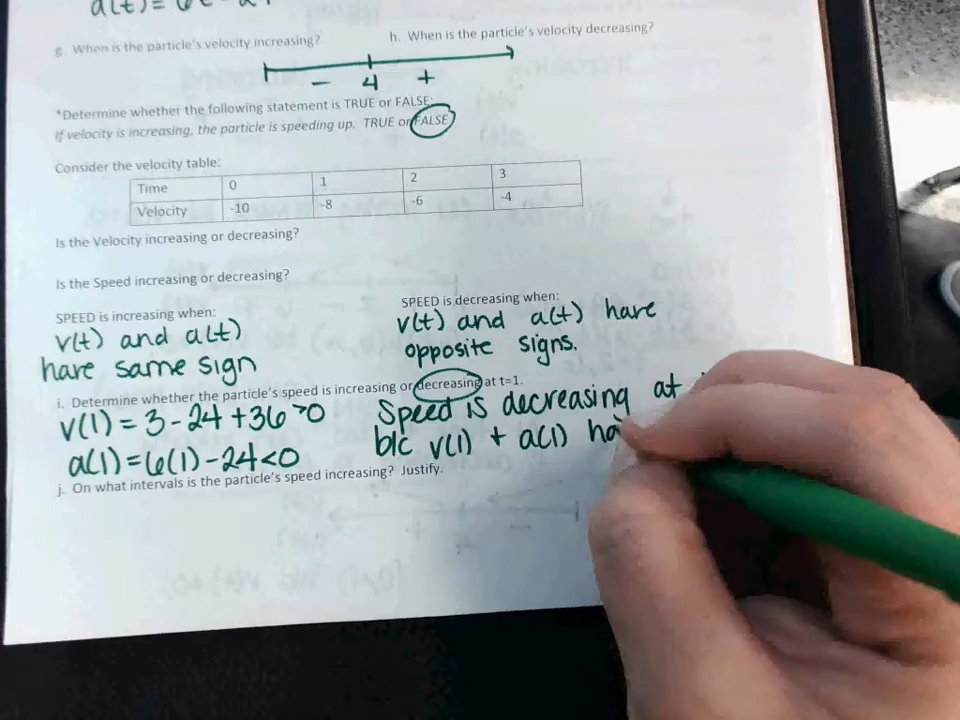 a(t) = 6t - 24
g. When is the particle's velocity increasing?
h. When is the particle's velocity decreasing?
− 4 +
*Determine whether the following statement is TRUE or FALSE:
If velocity is increasing, the particle is speeding up. TRUE or FALSE
Consider the velocity table:
Time 0 1 2 3
Velocity -10 -8 -6 -4
Is the Velocity increasing or decreasing?
Is the Speed increasing or decreasing?
SPEED is increasing when:
v(t) and a(t)
have same sign
SPEED is decreasing when:
v(t) and a(t) have
opposite signs.
i. Determine whether the particle's speed is increasing or decreasing at t=1.
v(1) = 3 - 24 + 36 > 0
a(1) = 6(1) - 24 < 0
Speed is decreasing at
b/c v(1) + a(1) ha
j. On what intervals is the particle's speed increasing? Justify.